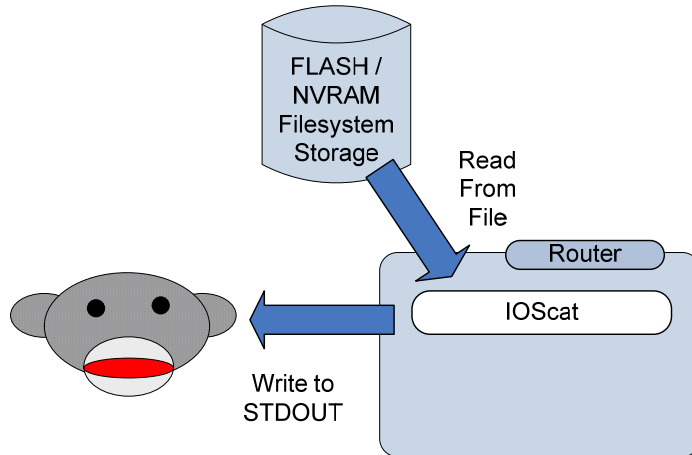 FLASH /
NVRAM
Filesystem
Storage
Read
From
File
Router
IOScat
Write to
STDOUT